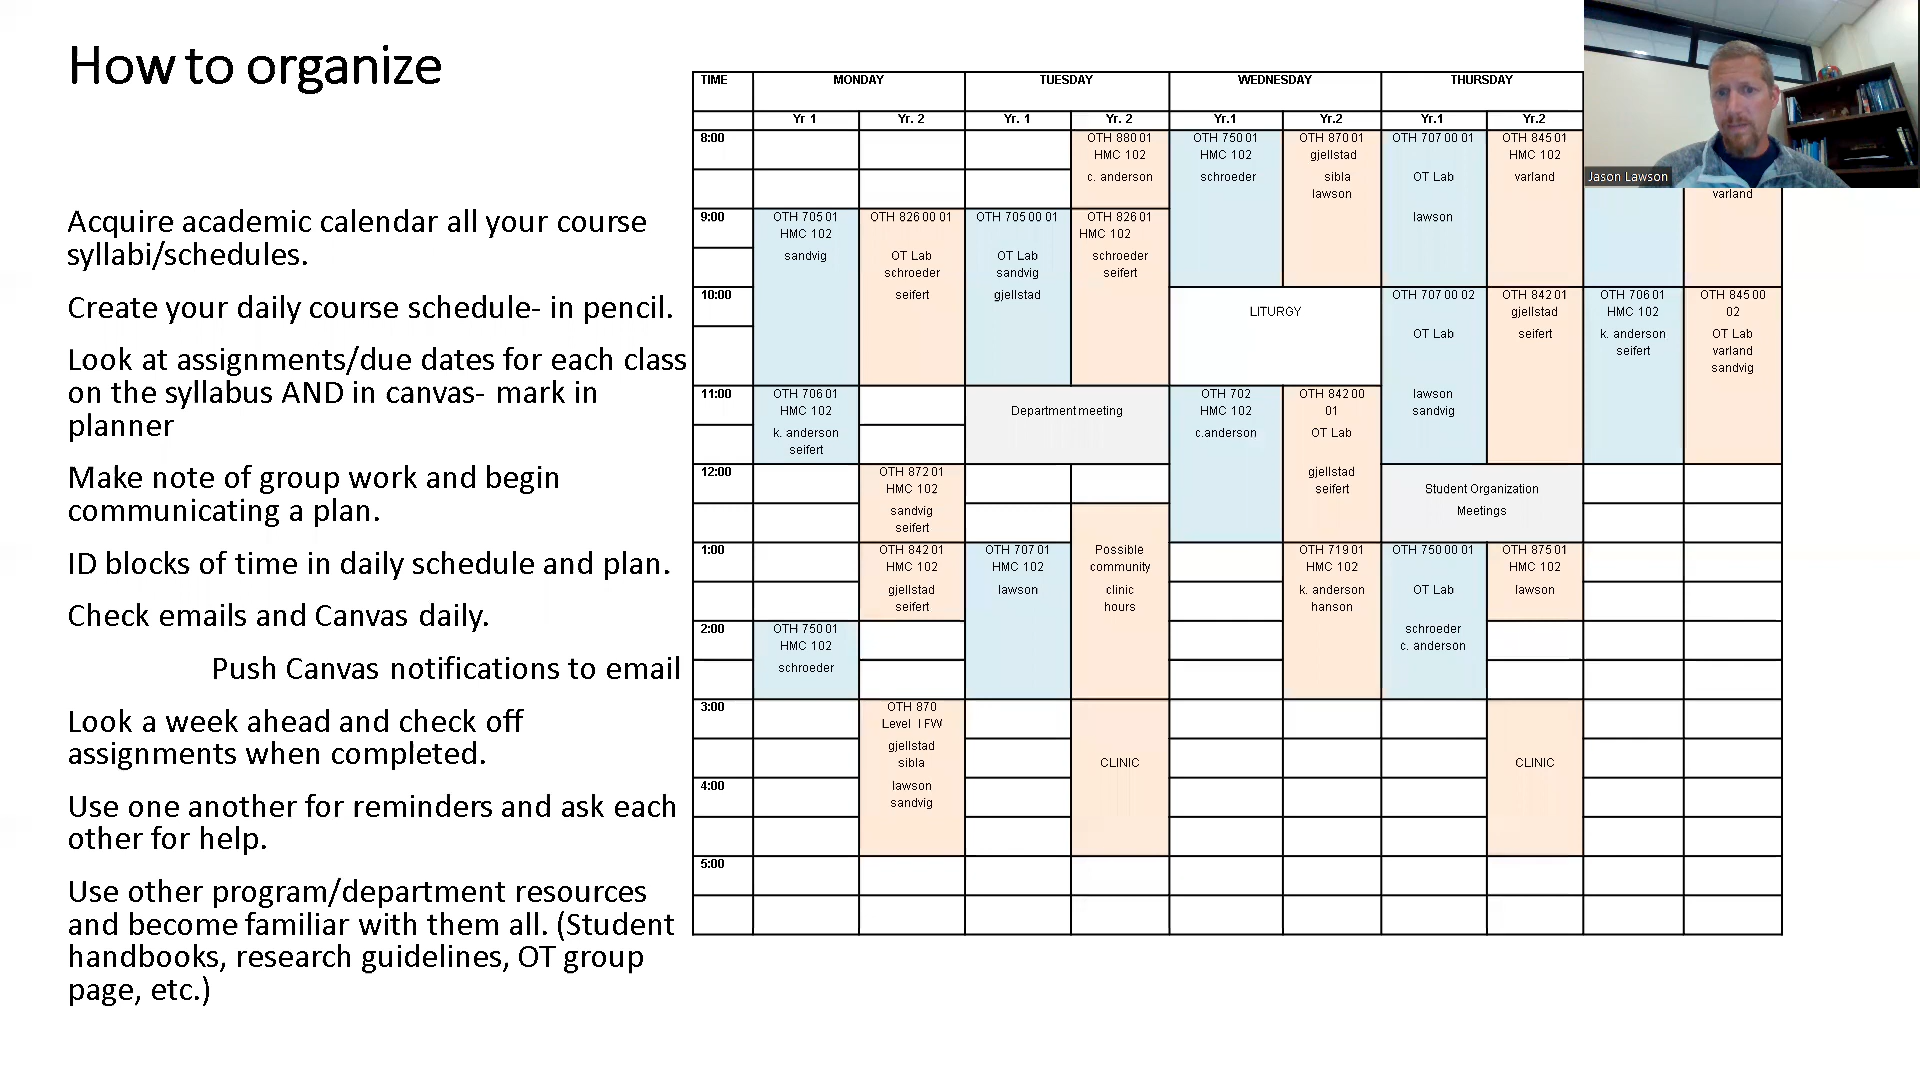 How to organize
Acquire academic calendar all your course
syllabi/schedules.
Create your daily course schedule- in pencil.
Look at assignments/due dates for each class
on the syllabus AND in canvas- mark in
planner
Make note of group work and begin
communicating a plan.
ID blocks of time in daily schedule and plan.
Check emails and Canvas daily.
Push Canvas notifications to email
Look a week ahead and check off
assignments when completed.
Use one another for reminders and ask each
other for help.
Use other program/department resources
and become familiar with them all. (Student
handbooks, research guidelines, OT group
page, etc.)
TIME MONDAY TUESDAY WEDNESDAY THURSDAY
Yr 1 Yr. 2 Yr. 1 Yr. 2 Yr.1 Yr.2 Yr.1 Yr.2
8:00
OTH 880 01
HMC 102
c. anderson
OTH 750 01
HMC 102
schroeder
OTH 870 01
gjellstad
sibla
lawson
OTH 707 00 01
OT Lab
lawson
OTH 845 01
HMC 102
varland
varland
9:00
OTH 705 01
HMC 102
sandvig
OTH 826 00 01
OT Lab
schroeder
seifert
OTH 705 00 01
OT Lab
sandvig
gjellstad
OTH 826 01
HMC 102
schroeder
seifert
10:00
LITURGY
OTH 707 00 02
OT Lab
lawson
sandvig
OTH 842 01
gjellstad
seifert
OTH 706 01
HMC 102
k. anderson
seifert
OTH 845 00
02
OT Lab
varland
sandvig
11:00
OTH 706 01
HMC 102
k. anderson
seifert
Department meeting
OTH 702
HMC 102
c.anderson
OTH 842 00
01
OT Lab
gjellstad
seifert
12:00
OTH 872 01
HMC 102
sandvig
seifert
Possible
community
clinic
hours
Student Organization
Meetings
1:00
OTH 842 01
HMC 102
gjellstad
seifert
OTH 707 01
HMC 102
lawson
OTH 719 01
HMC 102
k. anderson
hanson
OTH 750 00 01
OT Lab
schroeder
c. anderson
OTH 875 01
HMC 102
lawson
2:00
OTH 750 01
HMC 102
schroeder
3:00
OTH 870
Level I FW
gjellstad
sibla
lawson
sandvig
CLINIC
CLINIC
4:00
5:00
Jason Lawson